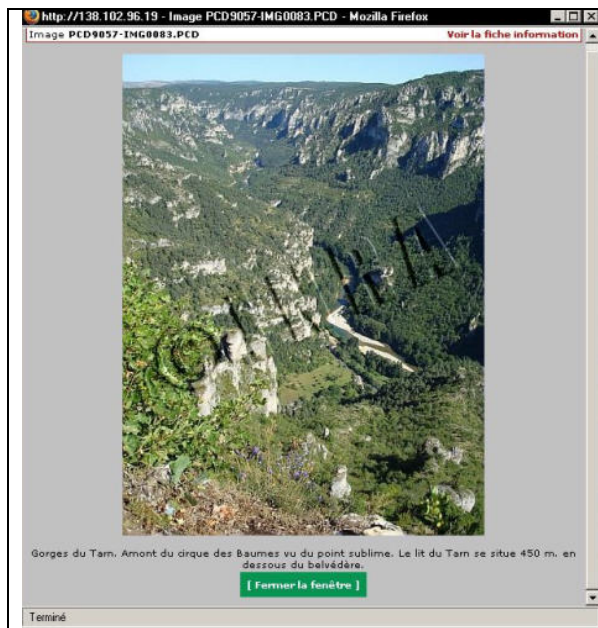 http://138.102.96.19 - Image PCD9057-IMG0083.PCD - Mozilla Firefox
Image PCD9057-IMG0083.PCD Voir la fiche information
© INRA
Gorges du Tarn. Amont du cirque des Baumes vu du point sublime. Le lit du Tarn se situe 450 m. en
dessous du belvédère.
[ Fermer la fenêtre ]
Terminé